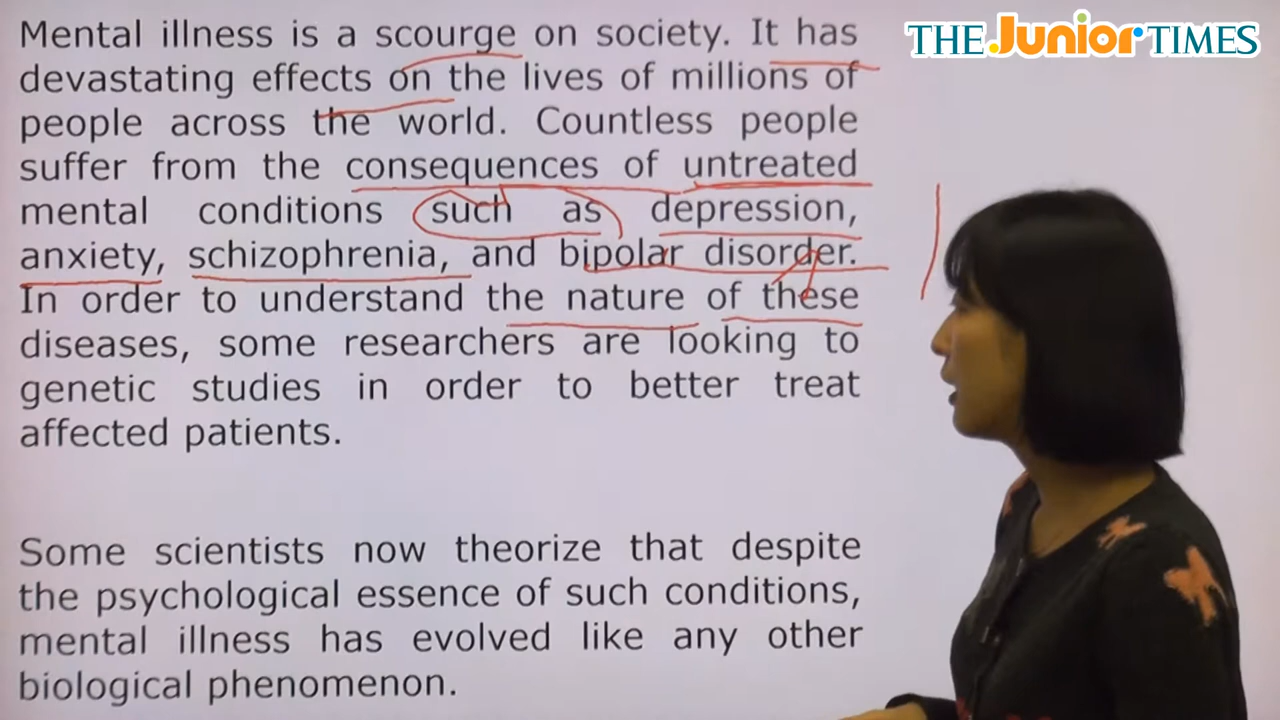 THE Junior TIMES
Mental illness is a scourge on society. It has
devastating effects on the lives of millions of
people across the world. Countless people
suffer from the consequences of untreated
mental conditions such as depression,
anxiety, schizophrenia, and bipolar disorder.
In order to understand the nature of these
diseases, some researchers are looking to
genetic studies in order to better treat
affected patients.
Some scientists now theorize that despite
the psychological essence of such conditions,
mental illness has evolved like any other
biological phenomenon.